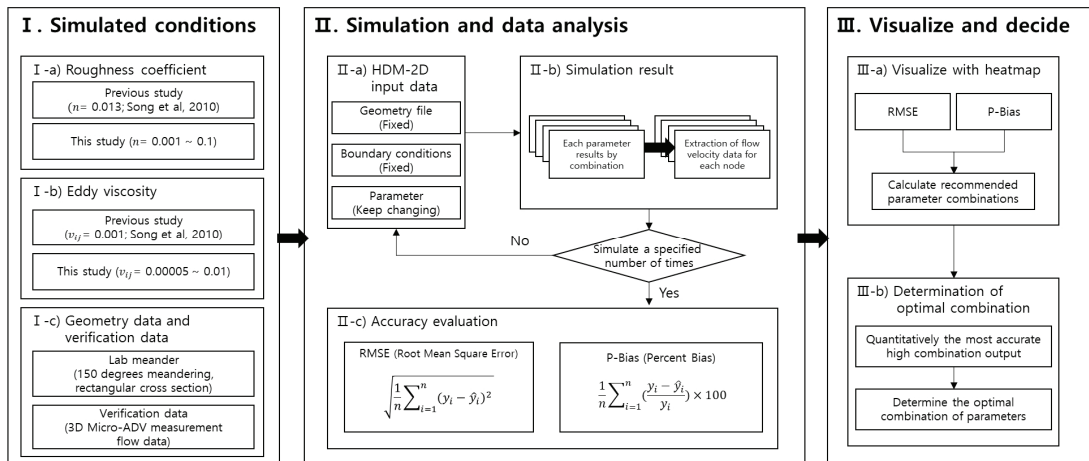 Ⅰ. Simulated conditions
Ⅰ-a) Roughness coefficient
Previous study
(n= 0.013; Song et al, 2010)
This study (n= 0.001 ~ 0.1)
Ⅰ-b) Eddy viscosity
Previous study
(v_{ij} = 0.001; Song et al, 2010)
This study (v_{ij} = 0.00005 ~ 0.01)
Ⅰ-c) Geometry data and
verification data
Lab meander
(150 degrees meandering,
rectangular cross section)
Verification data
(3D Micro-ADV measurement
flow data)
Ⅱ. Simulation and data analysis
Ⅱ-a) HDM-2D
input data
Geometry file
(Fixed)
Boundary conditions
(Fixed)
Parameter
(Keep changing)
Ⅱ-b) Simulation result
Each parameter
results by
combination
Extraction of flow
velocity data for
each node
Simulate a specified
number of times
No
Yes
Ⅱ-c) Accuracy evaluation
RMSE (Root Mean Square Error)
√(1/n ∑_{i=1}^{n} (y_i − ŷ_i)²)
P-Bias (Percent Bias)
1/n ∑_{i=1}^{n} ((y_i − ŷ_i)/y_i) × 100
Ⅲ. Visualize and decide
Ⅲ-a) Visualize with heatmap
RMSE
P-Bias
Calculate recommended
parameter combinations
Ⅲ-b) Determination of
optimal combination
Quantitatively the most accurate
high combination output
Determine the optimal
combination of parameters